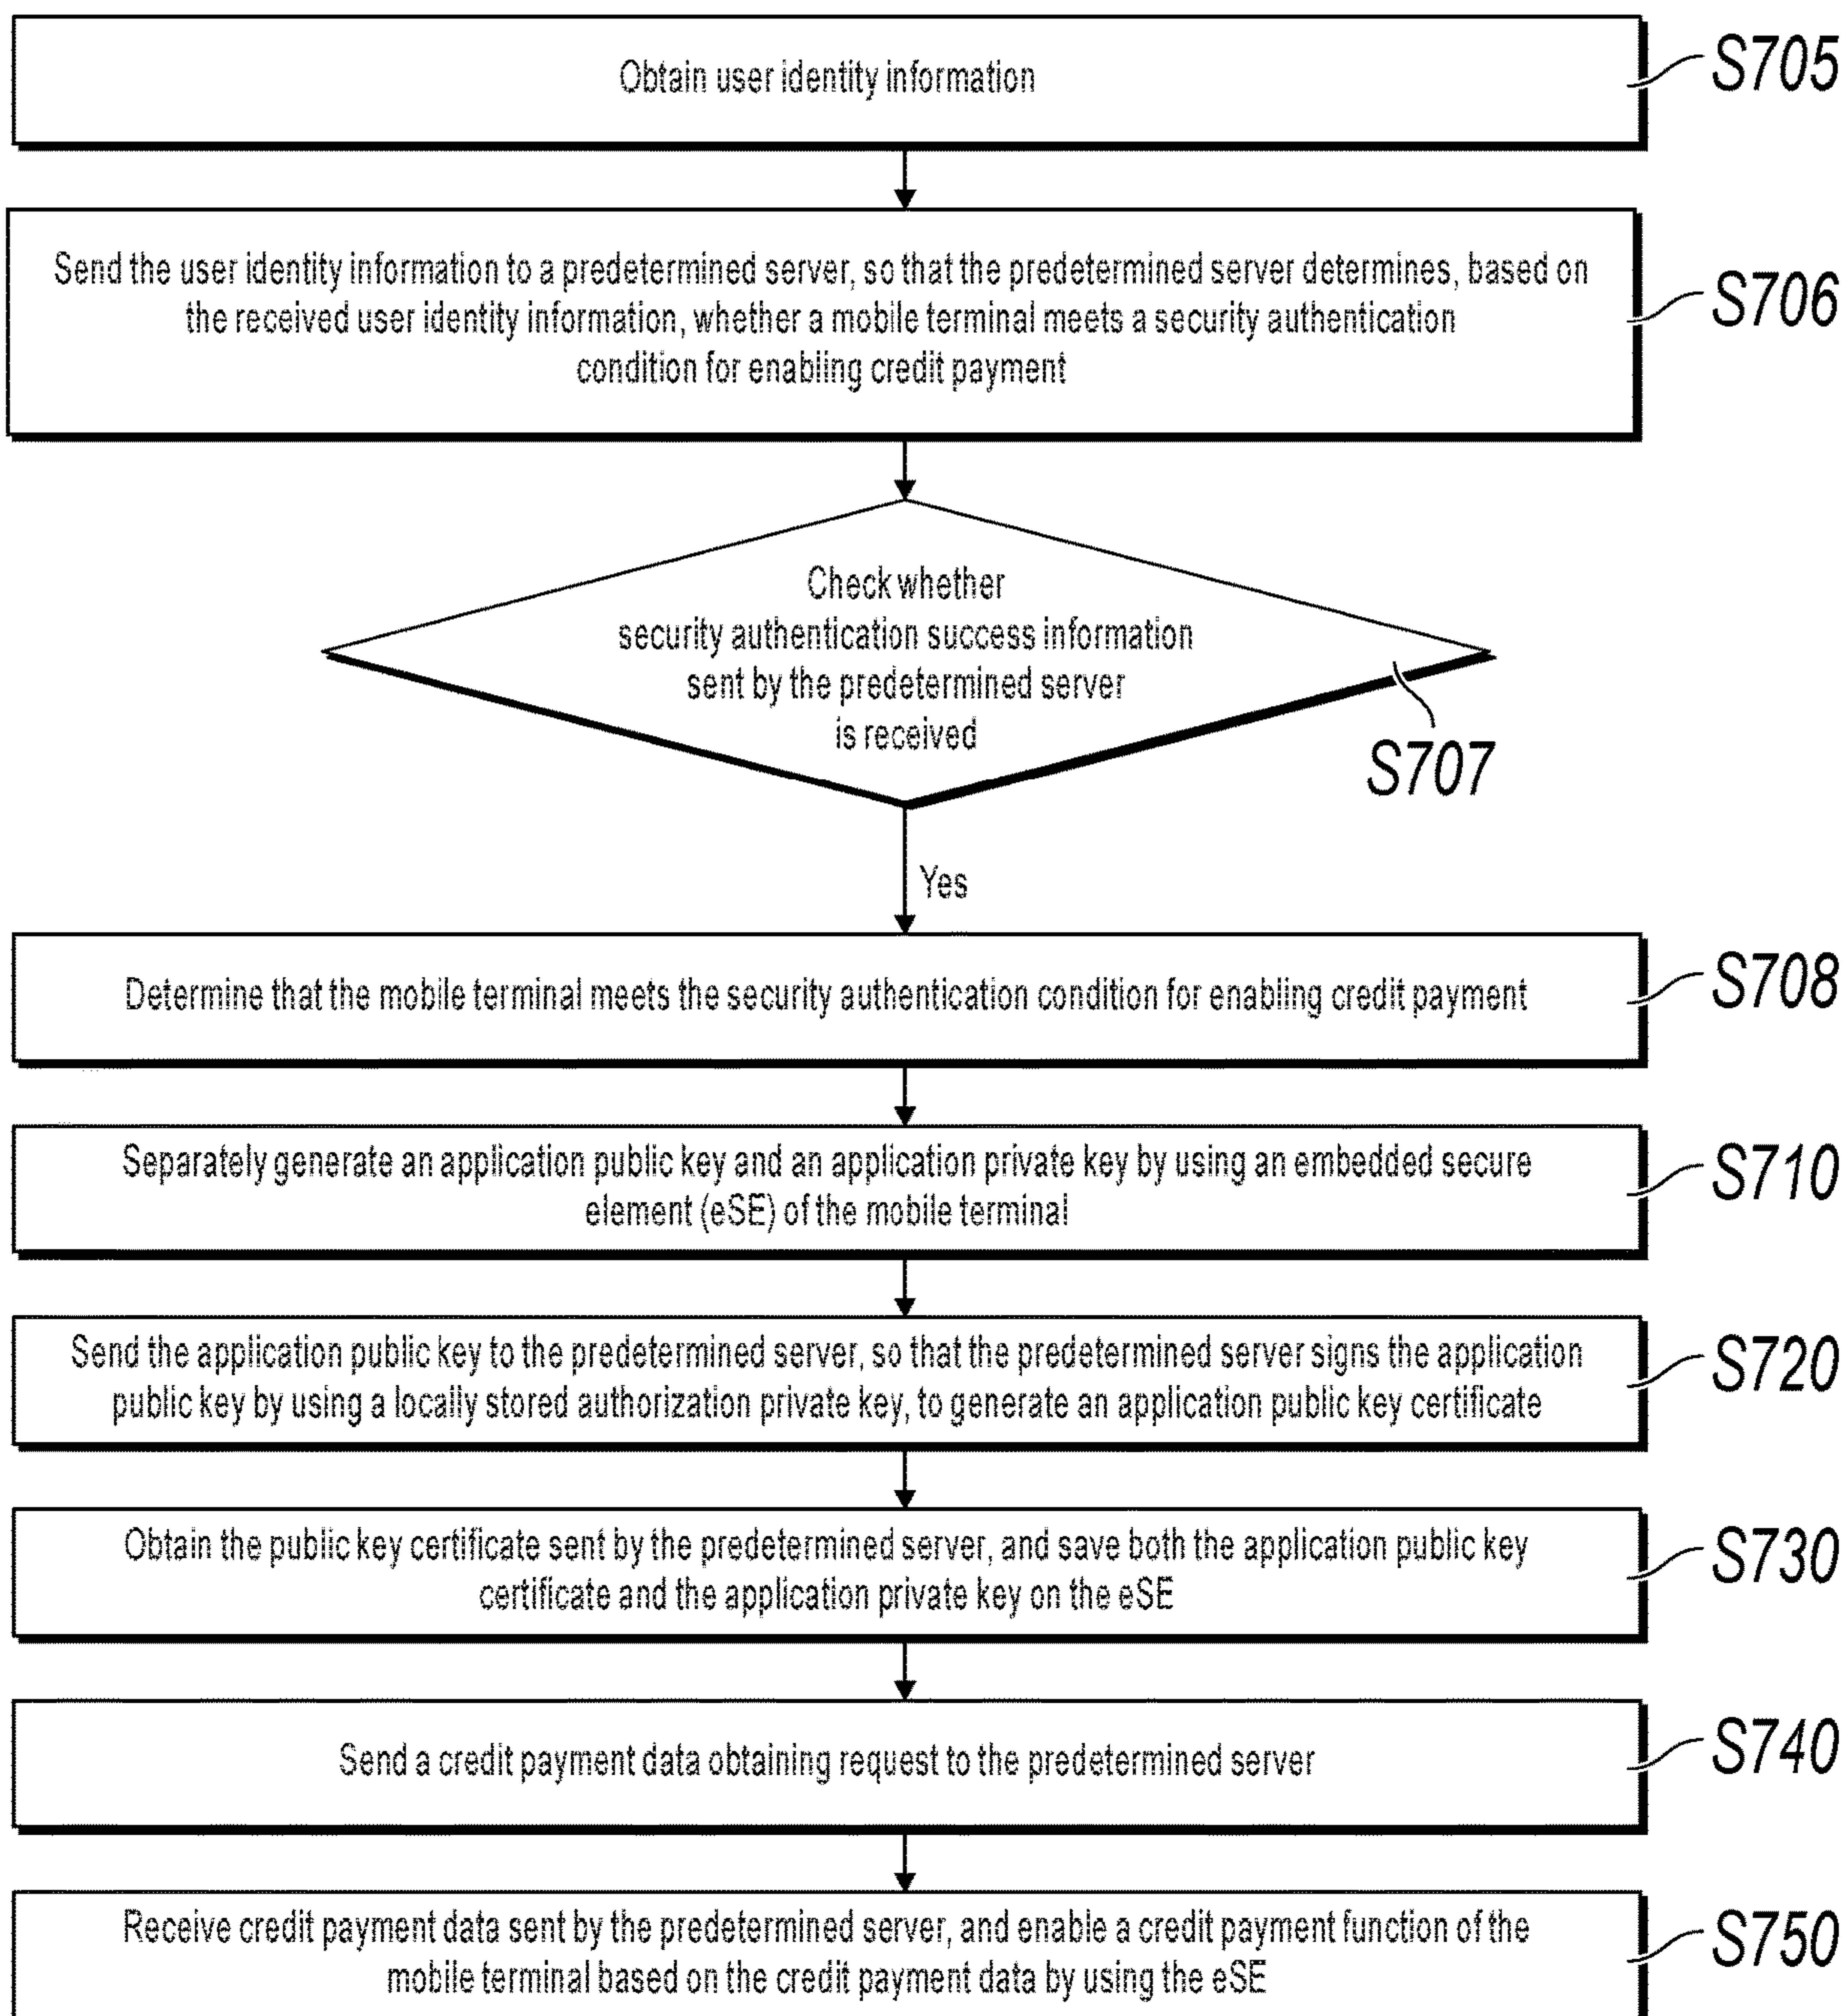 Obtain user identity information
S705
Send the user identity information to a predetermined server, so that the predetermined server determines, based on
the received user identity information, whether a mobile terminal meets a security authentication
condition for enabling credit payment
S706
Check whether
security authentication success information
sent by the predetermined server
is received
S707
Yes
Determine that the mobile terminal meets the security authentication condition for enabling credit payment
S708
Separately generate an application public key and an application private key by using an embedded secure
element (eSE) of the mobile terminal
S710
Send the application public key to the predetermined server, so that the predetermined server signs the application
public key by using a locally stored authorization private key, to generate an application public key certificate
S720
Obtain the public key certificate sent by the predetermined server, and save both the application public key
certificate and the application private key on the eSE
S730
Send a credit payment data obtaining request to the predetermined server
S740
Receive credit payment data sent by the predetermined server, and enable a credit payment function of the
mobile terminal based on the credit payment data by using the eSE
S750